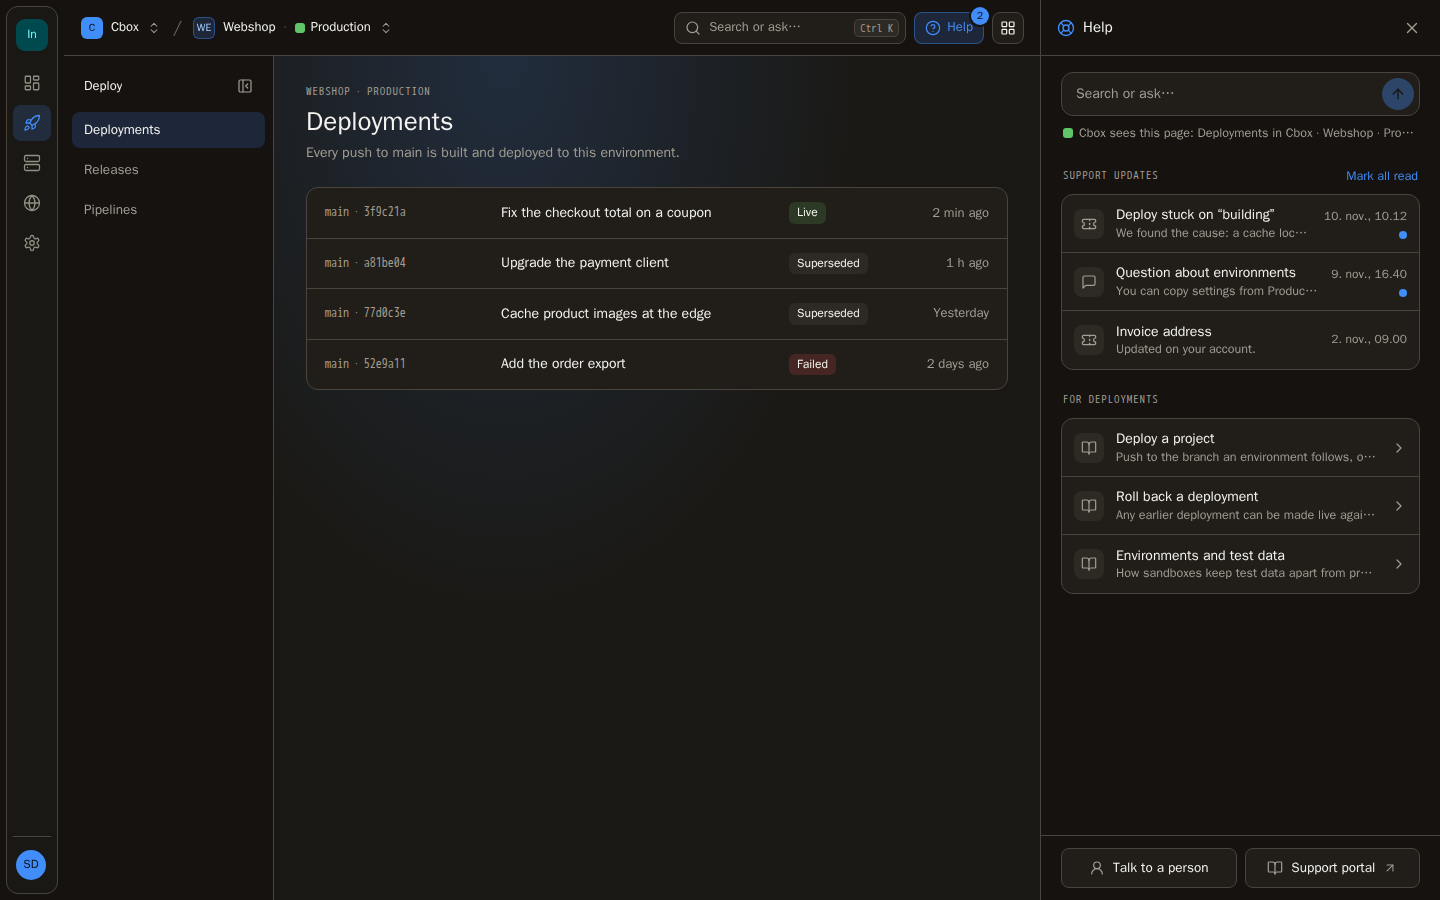 In
C Cbox / WE Webshop · Production
Search or ask··· Ctrl K
Help 2
Deploy
Deployments
Releases
Pipelines
SD
WEBSHOP · PRODUCTION
Deployments
Every push to main is built and deployed to this environment.
main · 3f9c21a Fix the checkout total on a coupon Live 2 min ago
main · a81be04 Upgrade the payment client Superseded 1 h ago
main · 77d0c3e Cache product images at the edge Superseded Yesterday
main · 52e9a11 Add the order export Failed 2 days ago
Help
Search or ask···
Cbox sees this page: Deployments in Cbox · Webshop · Pro···
SUPPORT UPDATES Mark all read
Deploy stuck on “building” 10. nov., 10.12
We found the cause: a cache loc···
Question about environments 9. nov., 16.40
You can copy settings from Produc···
Invoice address 2. nov., 09.00
Updated on your account.
FOR DEPLOYMENTS
Deploy a project
Push to the branch an environment follows, o···
Roll back a deployment
Any earlier deployment can be made live agai···
Environments and test data
How sandboxes keep test data apart from pr···
Talk to a person
Support portal